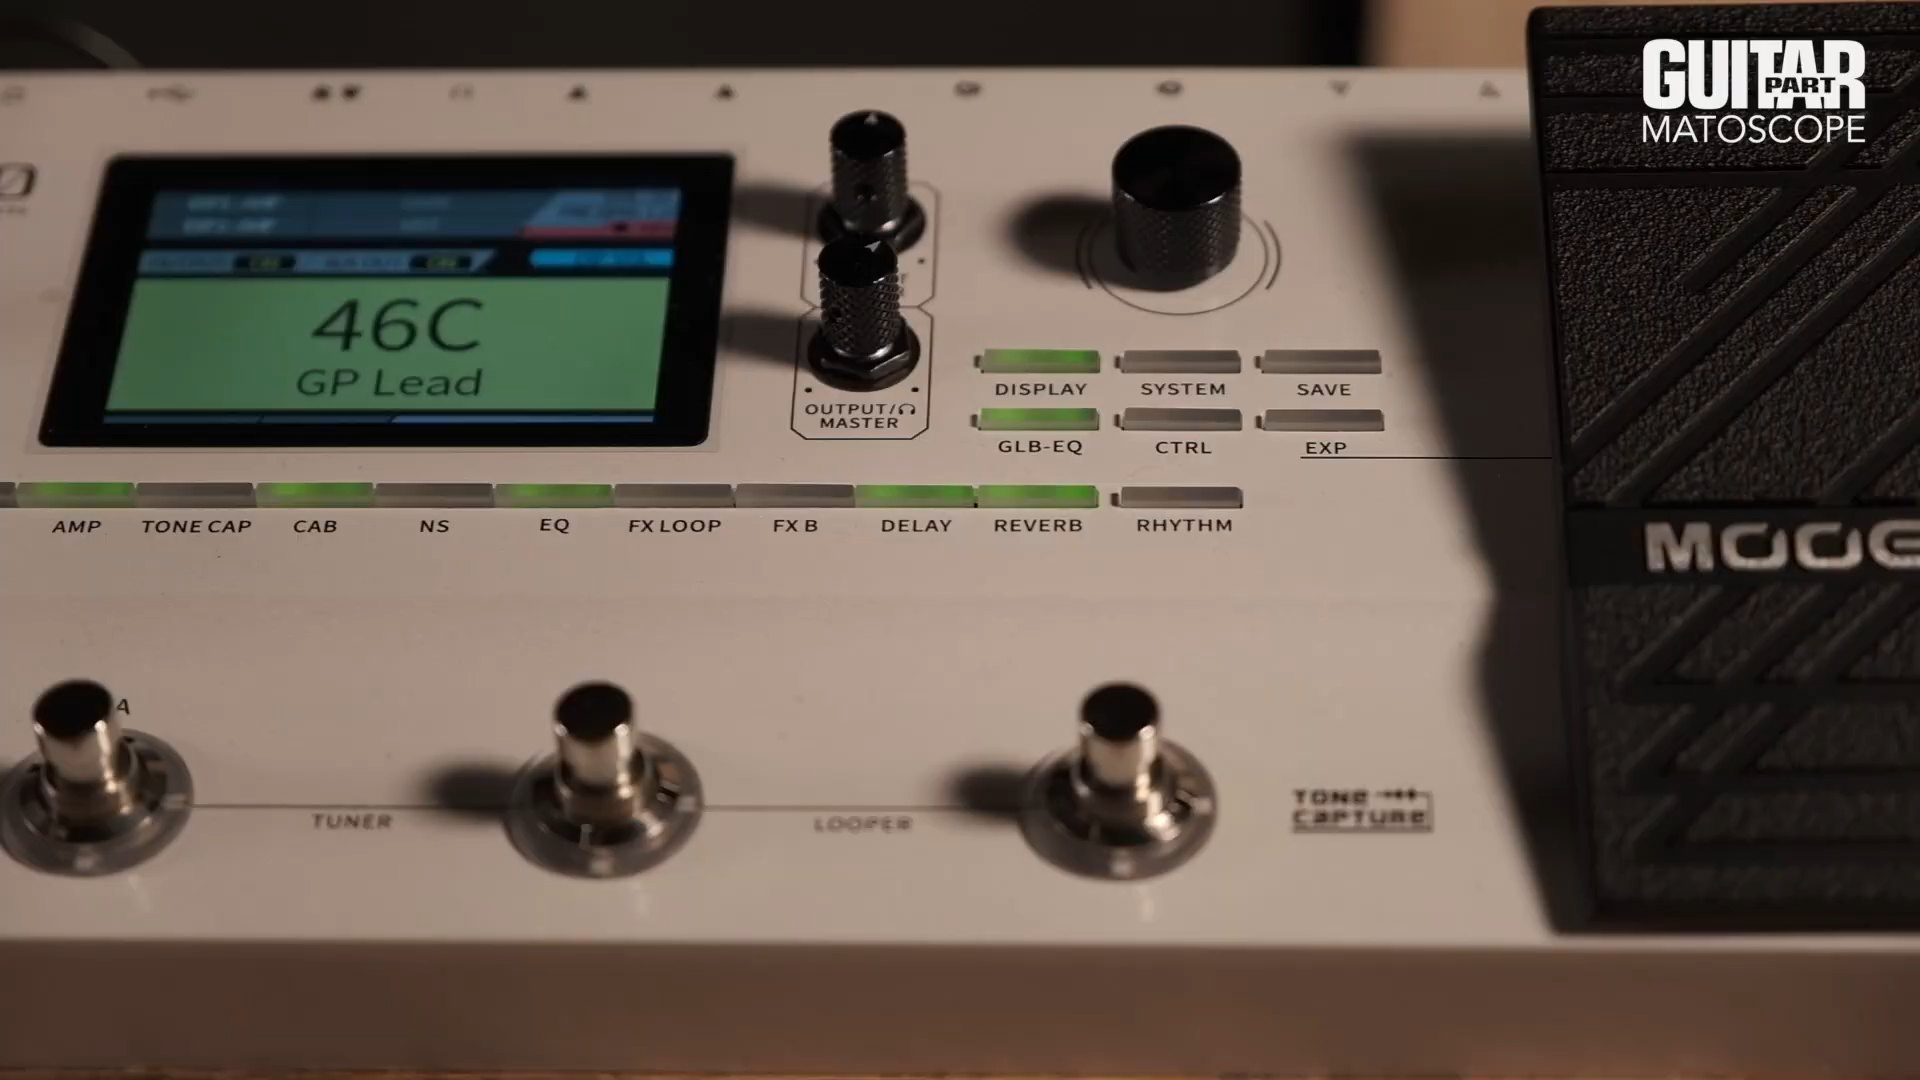 GUITAR
PART
MATOSCOPE
46C
GP Lead
OUTPUT/
MASTER
DISPLAY SYSTEM SAVE
GLB-EQ CTRL EXP
AMP TONE CAP CAB NS EQ FX LOOP FX B DELAY REVERB RHYTHM
MOOE
A
TUNER LOOPER
TONE
CAPTURE